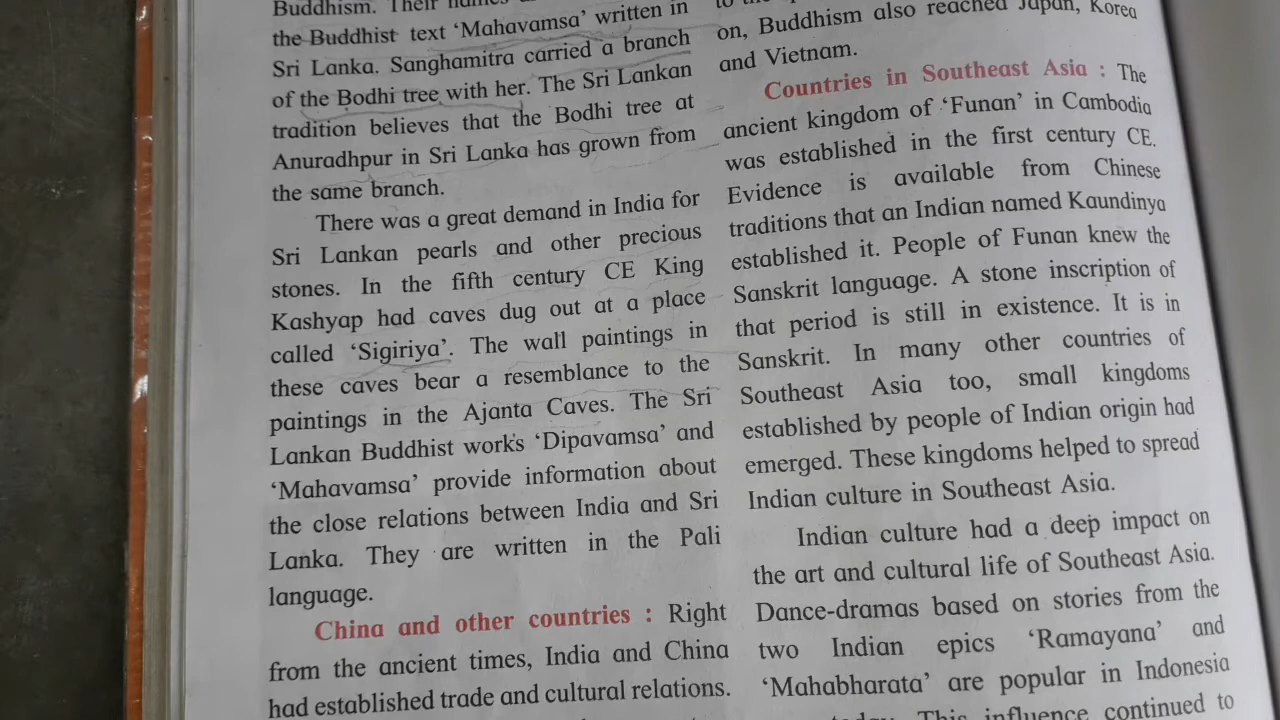 Buddhism. Their
the Buddhist text ‘Mahavamsa’ written in
Sri Lanka. Sanghamitra carried a branch
of the Bodhi tree with her. The Sri Lankan
tradition believes that the Bodhi tree at
Anuradhpur in Sri Lanka has grown from
the same branch.
There was a great demand in India for
Sri Lankan pearls and other precious
stones. In the fifth century CE King
Kashyap had caves dug out at a place
called ‘Sigiriya’. The wall paintings in
these caves bear a resemblance to the
paintings in the Ajanta Caves. The Sri
Lankan Buddhist works ‘Dipavamsa’ and
‘Mahavamsa’ provide information about
the close relations between India and Sri
Lanka. They are written in the Pali
language.
China and other countries : Right
from the ancient times, India and China
had established trade and cultural relations.
on, Buddhism also reached Japan, Korea
and Vietnam.
Countries in Southeast Asia : The
ancient kingdom of ‘Funan’ in Cambodia
was established in the first century CE.
Evidence is available from Chinese
traditions that an Indian named Kaundinya
established it. People of Funan knew the
Sanskrit language. A stone inscription of
that period is still in existence. It is in
Sanskrit. In many other countries of
Southeast Asia too, small kingdoms
established by people of Indian origin had
emerged. These kingdoms helped to spread
Indian culture in Southeast Asia.
Indian culture had a deep impact on
the art and cultural life of Southeast Asia.
Dance-dramas based on stories from the
two Indian epics ‘Ramayana’ and
‘Mahabharata’ are popular in Indonesia
today. This influence continued to